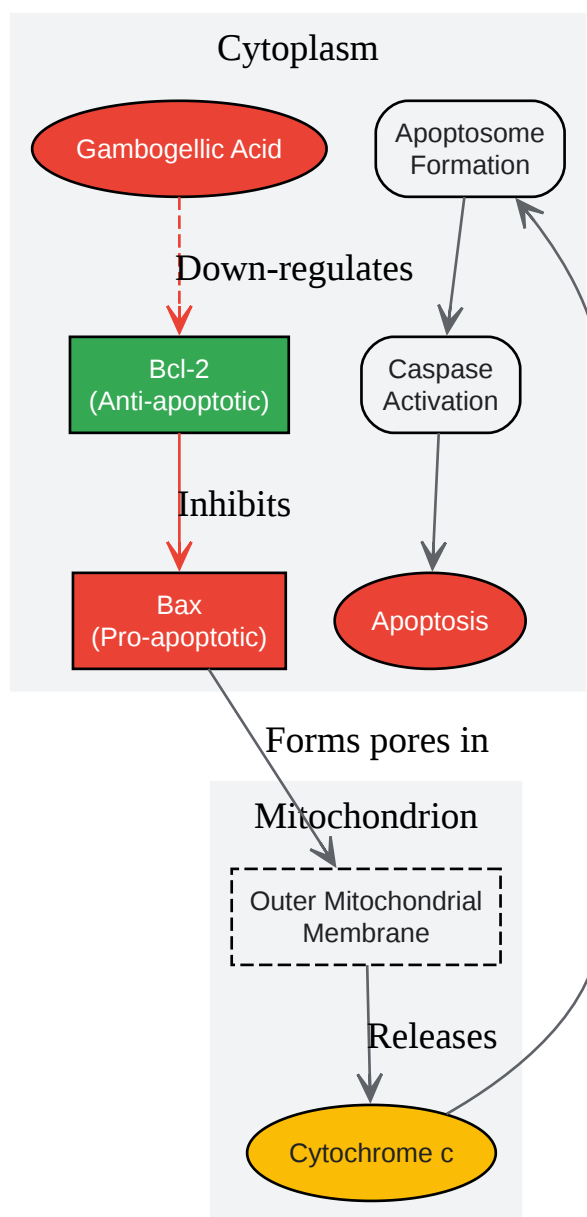 Cytoplasm
Gambogellic Acid
Apoptosome
Formation
Down-regulates
Bcl-2
(Anti-apoptotic)
Caspase
Activation
Inhibits
Bax
(Pro-apoptotic)
Apoptosis
Forms pores in
Mitochondrion
Outer Mitochondrial
Membrane
Releases
Cytochrome c